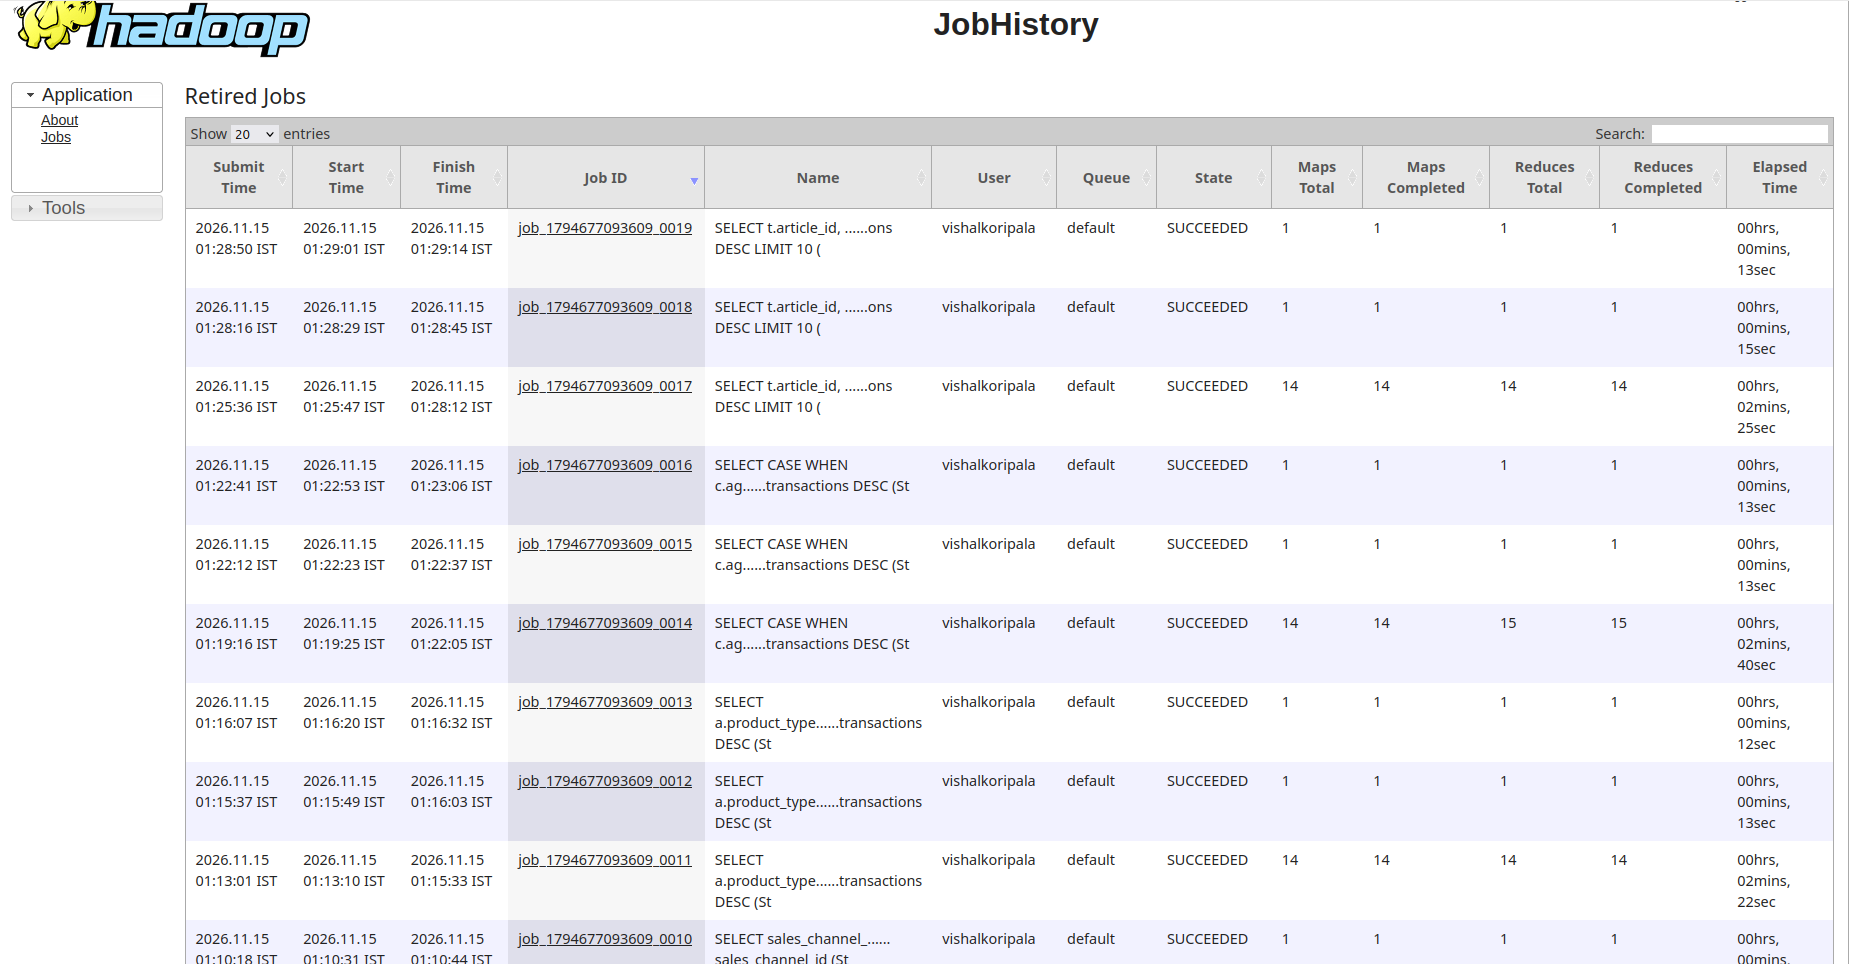 hadoop
JobHistory
Application
About
Jobs
Tools
Retired Jobs
Show 20 entries
Search:
Submit Time Start Time Finish Time Job ID Name User Queue State Maps Total Maps Completed Reduces Total Reduces Completed Elapsed Time
2026.11.15 2026.11.15 2026.11.15 job_1794677093609_0019 SELECT t.article_id, ......ons vishalkoripala default SUCCEEDED 1 1 1 1 00hrs,
01:28:50 IST 01:29:01 IST 01:29:14 IST DESC LIMIT 10 ( 00mins,
13sec
2026.11.15 2026.11.15 2026.11.15 job_1794677093609_0018 SELECT t.article_id, ......ons vishalkoripala default SUCCEEDED 1 1 1 1 00hrs,
01:28:16 IST 01:28:29 IST 01:28:45 IST DESC LIMIT 10 ( 00mins,
15sec
2026.11.15 2026.11.15 2026.11.15 job_1794677093609_0017 SELECT t.article_id, ......ons vishalkoripala default SUCCEEDED 14 14 14 14 00hrs,
01:25:36 IST 01:25:47 IST 01:28:12 IST DESC LIMIT 10 ( 02mins,
25sec
2026.11.15 2026.11.15 2026.11.15 job_1794677093609_0016 SELECT CASE WHEN vishalkoripala default SUCCEEDED 1 1 1 1 00hrs,
01:22:41 IST 01:22:53 IST 01:23:06 IST c.ag......transactions DESC (St 00mins,
13sec
2026.11.15 2026.11.15 2026.11.15 job_1794677093609_0015 SELECT CASE WHEN vishalkoripala default SUCCEEDED 1 1 1 1 00hrs,
01:22:12 IST 01:22:23 IST 01:22:37 IST c.ag......transactions DESC (St 00mins,
13sec
2026.11.15 2026.11.15 2026.11.15 job_1794677093609_0014 SELECT CASE WHEN vishalkoripala default SUCCEEDED 14 14 15 15 00hrs,
01:19:16 IST 01:19:25 IST 01:22:05 IST c.ag......transactions DESC (St 02mins,
40sec
2026.11.15 2026.11.15 2026.11.15 job_1794677093609_0013 SELECT vishalkoripala default SUCCEEDED 1 1 1 1 00hrs,
01:16:07 IST 01:16:20 IST 01:16:32 IST a.product_type......transactions 00mins,
DESC (St 12sec
2026.11.15 2026.11.15 2026.11.15 job_1794677093609_0012 SELECT vishalkoripala default SUCCEEDED 1 1 1 1 00hrs,
01:15:37 IST 01:15:49 IST 01:16:03 IST a.product_type......transactions 00mins,
DESC (St 13sec
2026.11.15 2026.11.15 2026.11.15 job_1794677093609_0011 SELECT vishalkoripala default SUCCEEDED 14 14 14 14 00hrs,
01:13:01 IST 01:13:10 IST 01:15:33 IST a.product_type......transactions 02mins,
DESC (St 22sec
2026.11.15 2026.11.15 2026.11.15 job_1794677093609_0010 SELECT sales_channel_...... vishalkoripala default SUCCEEDED 1 1 1 1 00hrs,
01:10:18 IST 01:10:31 IST 01:10:44 IST sales_channel_id (St 00mins,